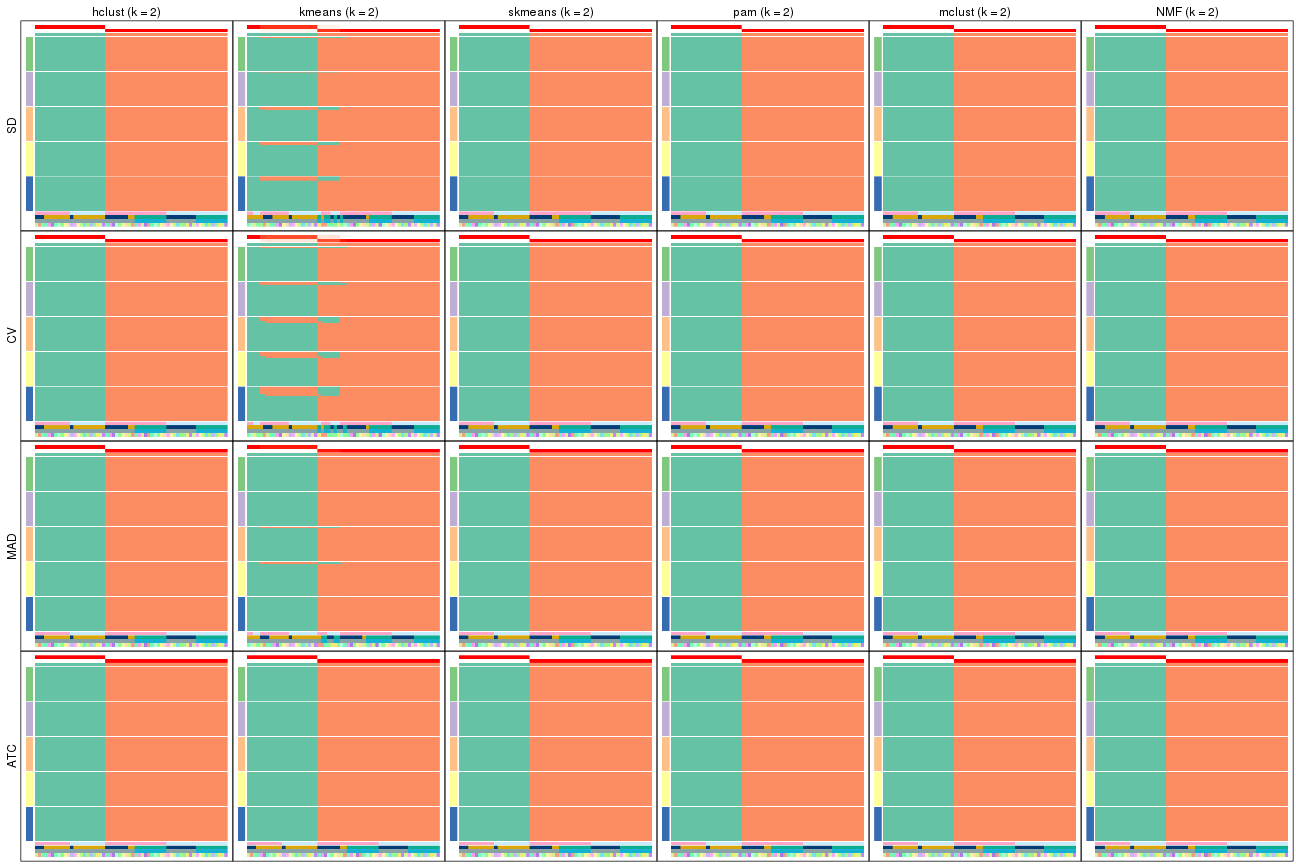 hclust (k = 2)
kmeans (k = 2)
skmeans (k = 2)
pam (k = 2)
mclust (k = 2)
NMF (k = 2)
SD
CV
MAD
ATC